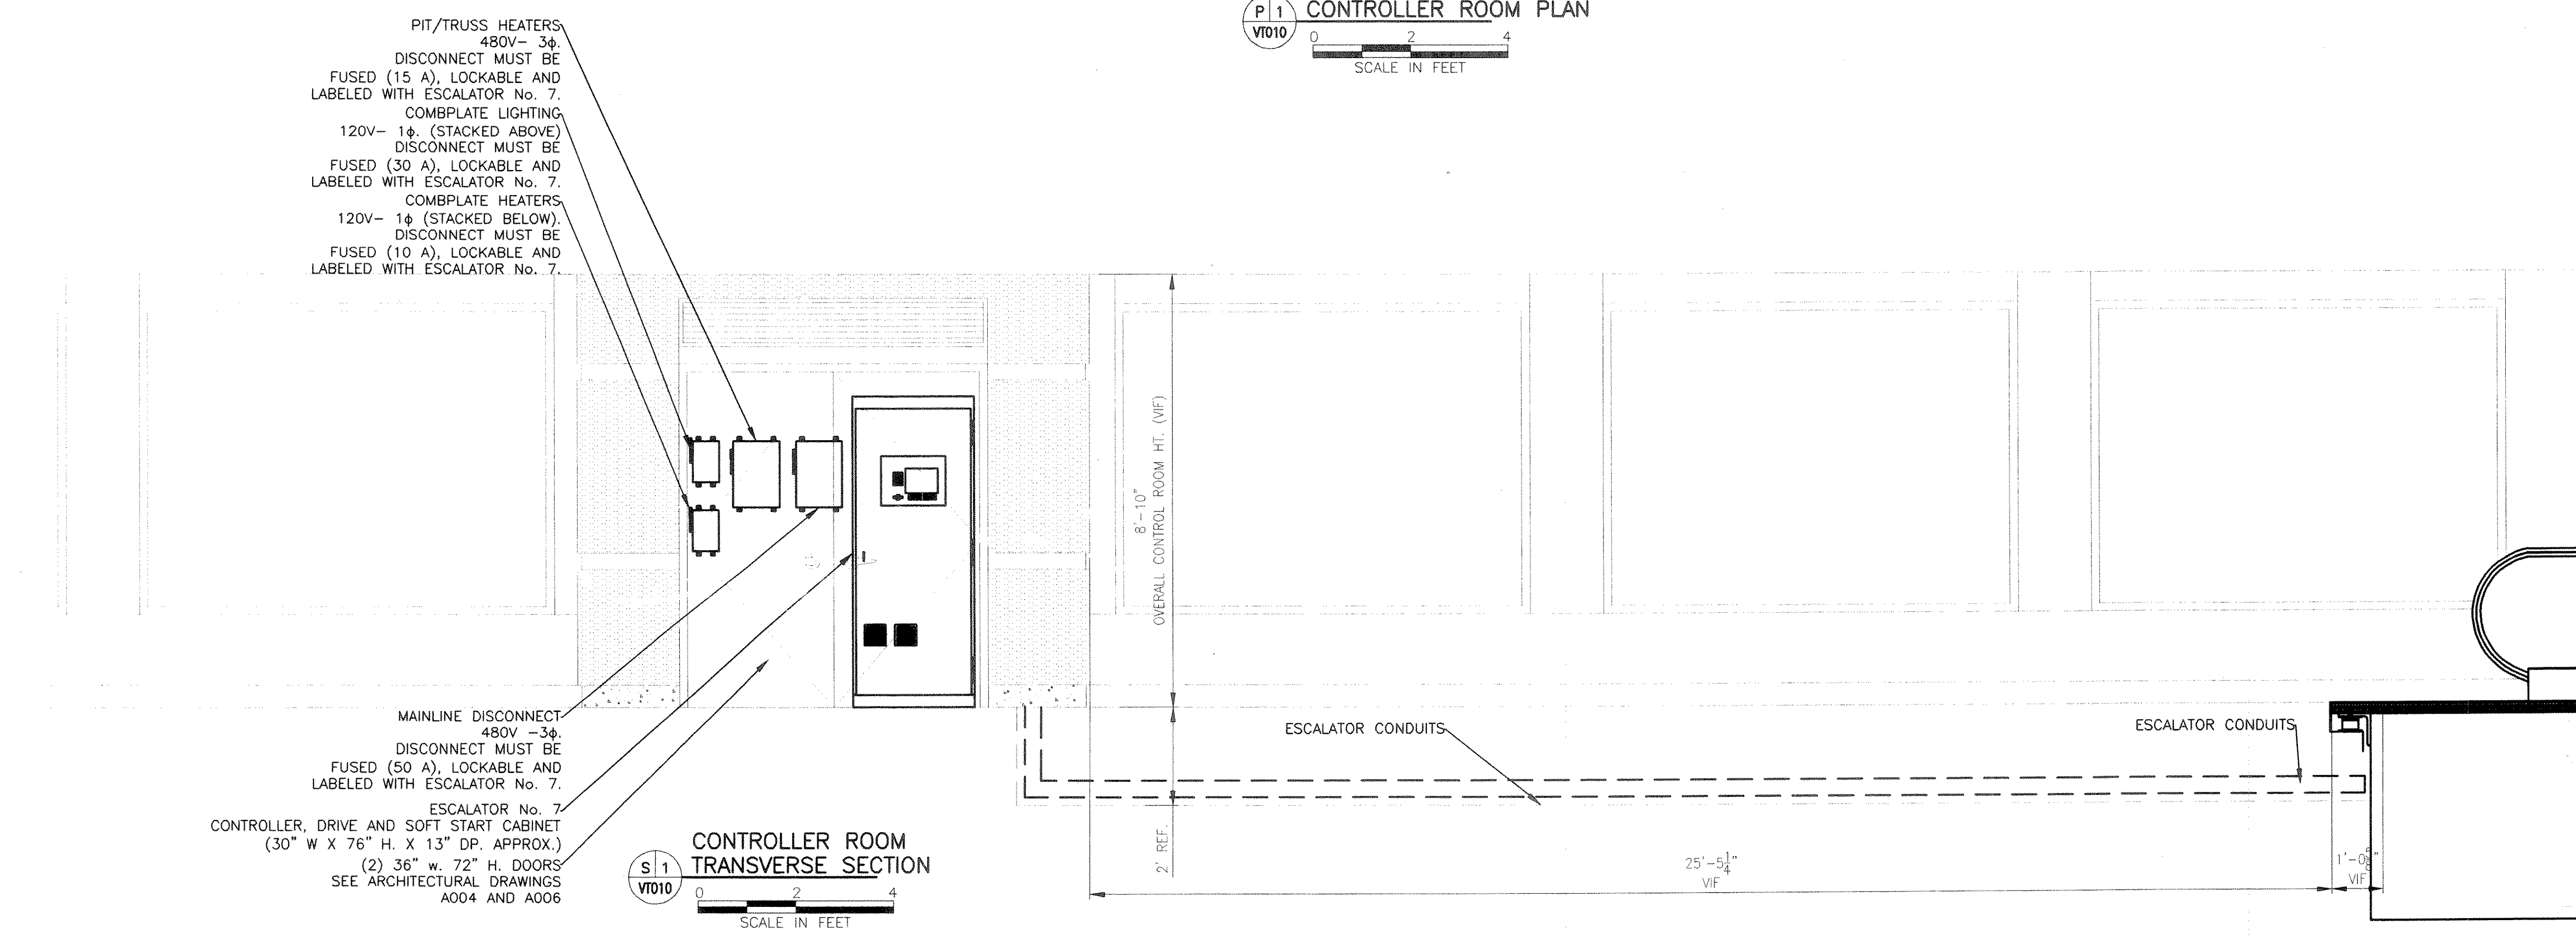 P 1
VT010
CONTROLLER ROOM PLAN
0 2 4
SCALE IN FEET
PIT/TRUSS HEATERS
480V- 3ϕ.
DISCONNECT MUST BE
FUSED (15 A), LOCKABLE AND
LABELED WITH ESCALATOR No. 7.
COMBPLATE LIGHTING
120V- 1ϕ. (STACKED ABOVE)
DISCONNECT MUST BE
FUSED (30 A), LOCKABLE AND
LABELED WITH ESCALATOR No. 7.
COMBPLATE HEATERS
120V- 1ϕ (STACKED BELOW).
DISCONNECT MUST BE
FUSED (10 A), LOCKABLE AND
LABELED WITH ESCALATOR No. 7.
8'-10"
OVERALL CONTROL ROOM HT. (VIF)
MAINLINE DISCONNECT
480V -3ϕ.
DISCONNECT MUST BE
FUSED (50 A), LOCKABLE AND
LABELED WITH ESCALATOR No. 7.
ESCALATOR No. 7
CONTROLLER, DRIVE AND SOFT START CABINET
(30" W X 76" H. X 13" DP. APPROX.)
(2) 36" w. 72" H. DOORS
SEE ARCHITECTURAL DRAWINGS
A004 AND A006
S 1
VT010
CONTROLLER ROOM
TRANSVERSE SECTION
0 2 4
SCALE IN FEET
ESCALATOR CONDUITS
ESCALATOR CONDUITS
2' REF.
25'-5 1/4"
VIF
VIF